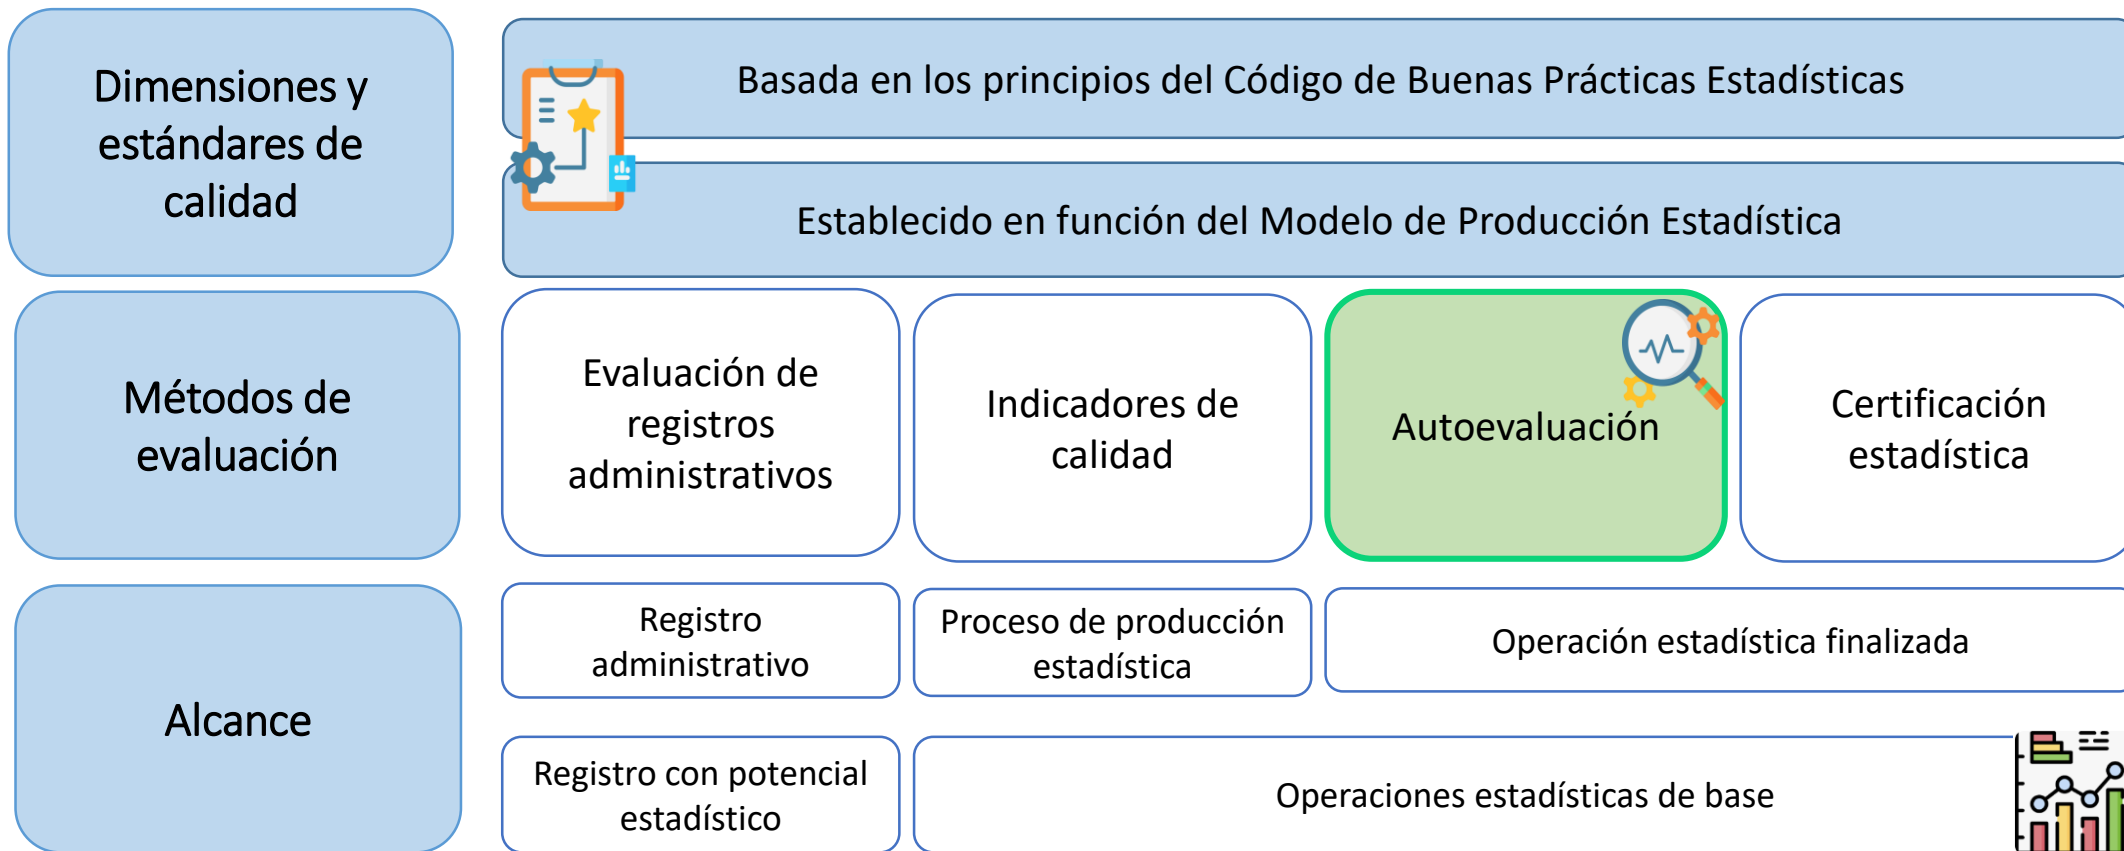 Dimensiones y
estándares de
calidad
Basada en los principios del Código de Buenas Prácticas Estadísticas
Establecido en función del Modelo de Producción Estadística
Métodos de
evaluación
Evaluación de
registros
administrativos
Indicadores de
calidad
Autoevaluación
Certificación
estadística
Alcance
Registro
administrativo
Proceso de producción
estadística
Operación estadística finalizada
Registro con potencial
estadístico
Operaciones estadísticas de base